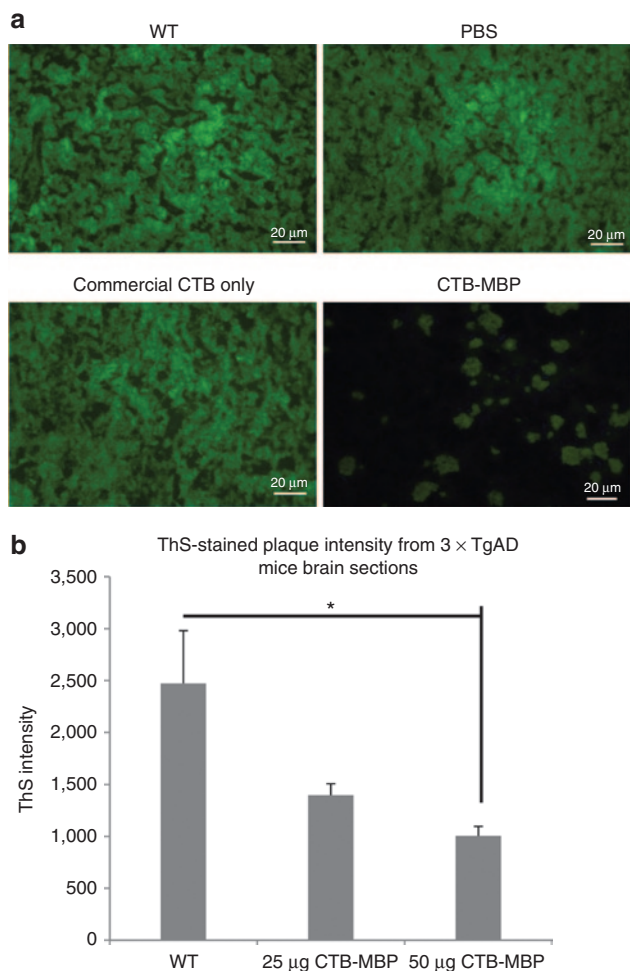 a
WT
PBS
20 µm
20 µm
Commercial CTB only
CTB-MBP
20 µm
20 µm
b
ThS-stained plaque intensity from 3 × TgAD
mice brain sections
3,500
3,000
2,500
2,000
1,500
1,000
500
0
ThS intensity
*
WT
25 µg CTB-MBP
50 µg CTB-MBP